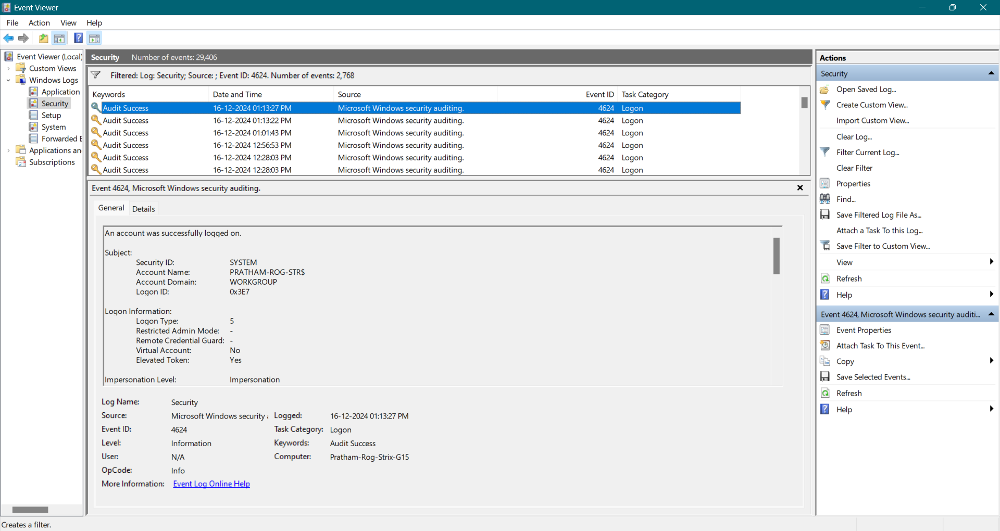 Event Viewer
File Action View Help
Event Viewer (Local)
Custom Views
Windows Logs
Application
Security
Setup
System
Forwarded E
Applications an
Subscriptions
Security Number of events: 29,406
Filtered: Log: Security; Source: ; Event ID: 4624. Number of events: 2,768
Keywords Date and Time Source Event ID Task Category
Audit Success 16-12-2024 01:13:27 PM Microsoft Windows security auditing. 4624 Logon
Audit Success 16-12-2024 01:13:22 PM Microsoft Windows security auditing. 4624 Logon
Audit Success 16-12-2024 01:01:43 PM Microsoft Windows security auditing. 4624 Logon
Audit Success 16-12-2024 12:56:53 PM Microsoft Windows security auditing. 4624 Logon
Audit Success 16-12-2024 12:28:03 PM Microsoft Windows security auditing. 4624 Logon
Audit Success 16-12-2024 12:28:03 PM Microsoft Windows security auditing. 4624 Logon
Event 4624, Microsoft Windows security auditing.
General Details
An account was successfully logged on.
Subject:
Security ID: SYSTEM
Account Name: PRATHAM-ROG-STR$
Account Domain: WORKGROUP
Logon ID: 0x3E7
Logon Information:
Logon Type: 5
Restricted Admin Mode: -
Remote Credential Guard: -
Virtual Account: No
Elevated Token: Yes
Impersonation Level: Impersonation
Log Name: Security
Source: Microsoft Windows security Logged: 16-12-2024 01:13:27 PM
Event ID: 4624 Task Category: Logon
Level: Information Keywords: Audit Success
User: N/A Computer: Pratham-Rog-Strix-G15
OpCode: Info
More Information: Event Log Online Help
Actions
Security
Open Saved Log...
Create Custom View...
Import Custom View...
Clear Log...
Filter Current Log...
Clear Filter
Properties
Find...
Save Filtered Log File As...
Attach a Task To this Log...
Save Filter to Custom View...
View
Refresh
Help
Event 4624, Microsoft Windows security auditi...
Event Properties
Attach Task To This Event...
Copy
Save Selected Events...
Refresh
Help
Creates a filter.